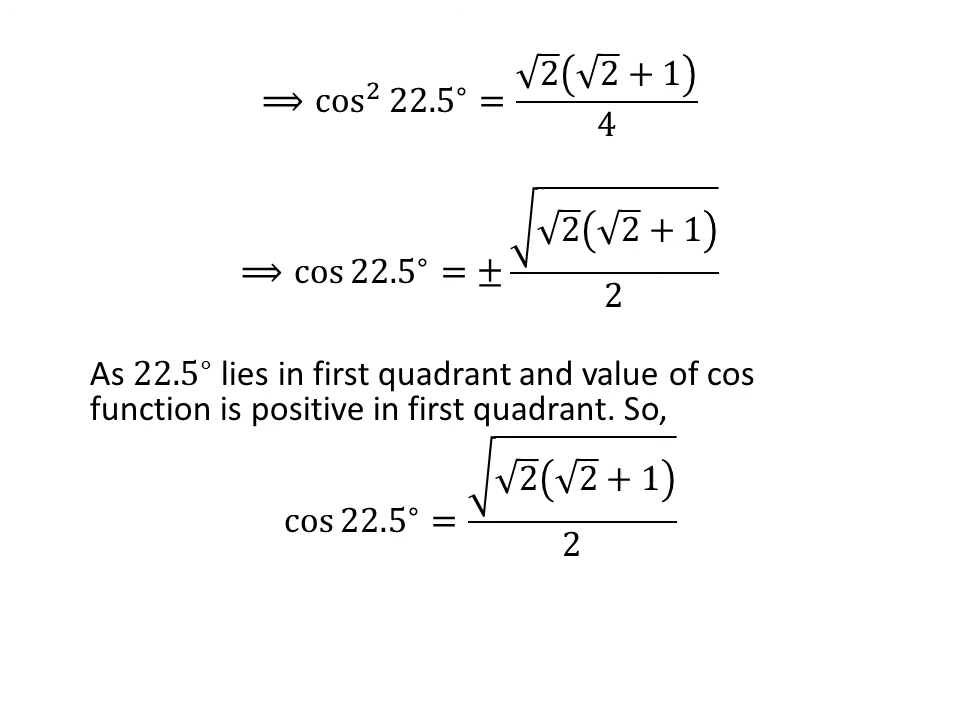 ⟹ cos² 22.5° = √2(√2 + 1)/4
⟹ cos 22.5° = ± √(√2(√2 + 1))/2
As 22.5° lies in first quadrant and value of cos
function is positive in first quadrant. So,
cos 22.5° = √(√2(√2 + 1))/2